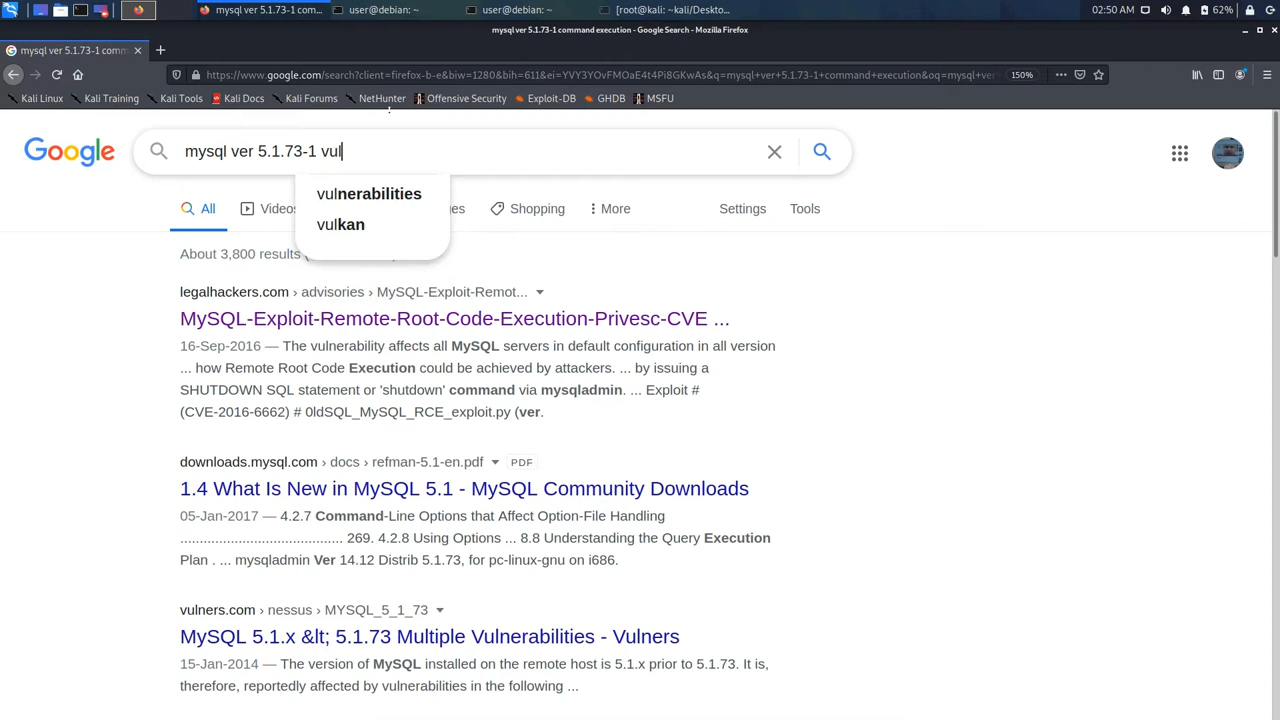 mysql ver 5.1.73-1 com...
user@debian: ~
user@debian: ~
[root@kali: ~/Deskto...
02:50 AM
62%
mysql ver 5.1.73-1 command execution - Google Search - Mozilla Firefox
mysql ver 5.1.73-1 comm
https://www.google.com/search?client=firefox-b-e&biw=1280&bih=611&ei=YVY3YOvFMOaE4t4Pi8GKwAs&q=mysql+ver+5.1.73-1+command+execution&oq=mysql+ver
150%
Kali Linux
Kali Training
Kali Tools
Kali Docs
Kali Forums
NetHunter
Offensive Security
Exploit-DB
GHDB
MSFU
Google
mysql ver 5.1.73-1 vul
vulnerabilities
vulkan
All
Videos
Shopping
More
Settings
Tools
About 3,800 results
legalhackers.com › advisories › MySQL-Exploit-Remot...
MySQL-Exploit-Remote-Root-Code-Execution-Privesc-CVE ...
16-Sep-2016 — The vulnerability affects all MySQL servers in default configuration in all version
... how Remote Root Code Execution could be achieved by attackers. ... by issuing a
SHUTDOWN SQL statement or 'shutdown' command via mysqladmin. ... Exploit #
(CVE-2016-6662) # 0ldSQL_MySQL_RCE_exploit.py (ver.
downloads.mysql.com › docs › refman-5.1-en.pdf PDF
1.4 What Is New in MySQL 5.1 - MySQL Community Downloads
05-Jan-2017 — 4.2.7 Command-Line Options that Affect Option-File Handling
........................................ 269. 4.2.8 Using Options ... 8.8 Understanding the Query Execution
Plan . ... mysqladmin Ver 14.12 Distrib 5.1.73, for pc-linux-gnu on i686.
vulners.com › nessus › MYSQL_5_1_73
MySQL 5.1.x &lt; 5.1.73 Multiple Vulnerabilities - Vulners
15-Jan-2014 — The version of MySQL installed on the remote host is 5.1.x prior to 5.1.73. It is,
therefore, reportedly affected by vulnerabilities in the following ...